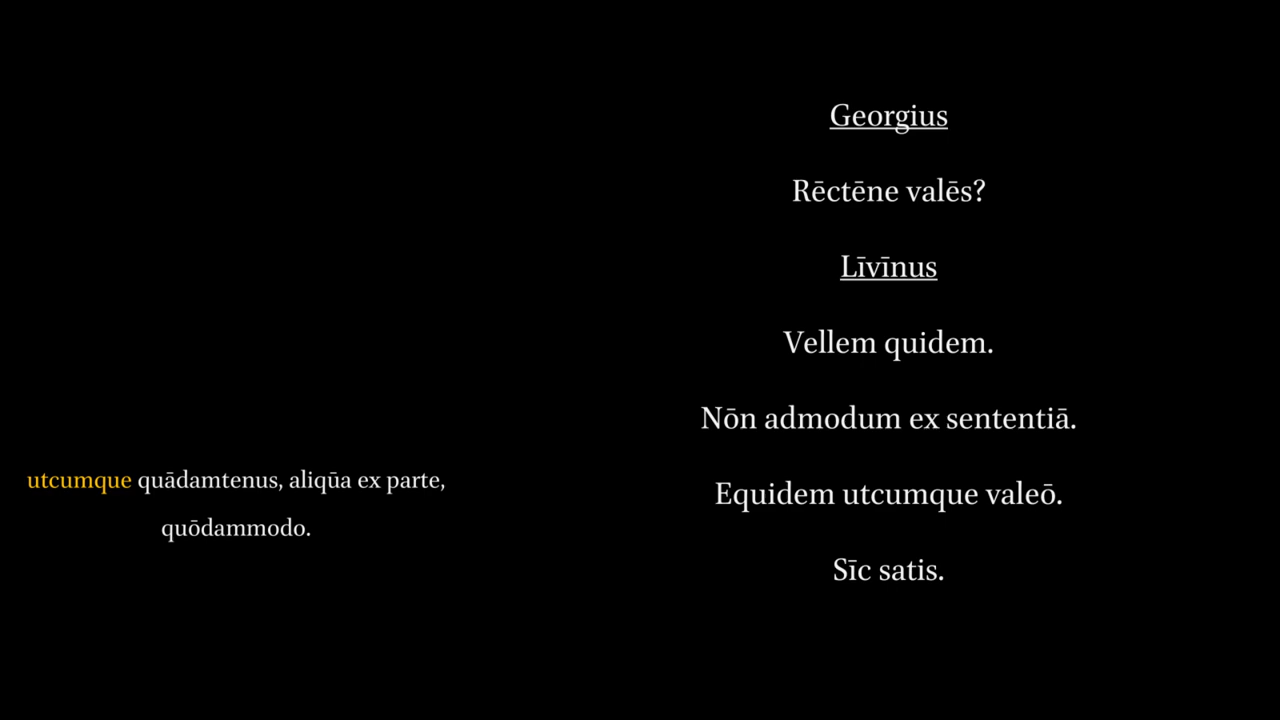 Georgius
Rēctēne valēs?
Līvīnus
Vellem quidem.
Nōn admodum ex sententiā.
Equidem utcumque valeō.
Sīc satis.
utcumque quādamtenus, aliqūa ex parte,
quōdammodo.